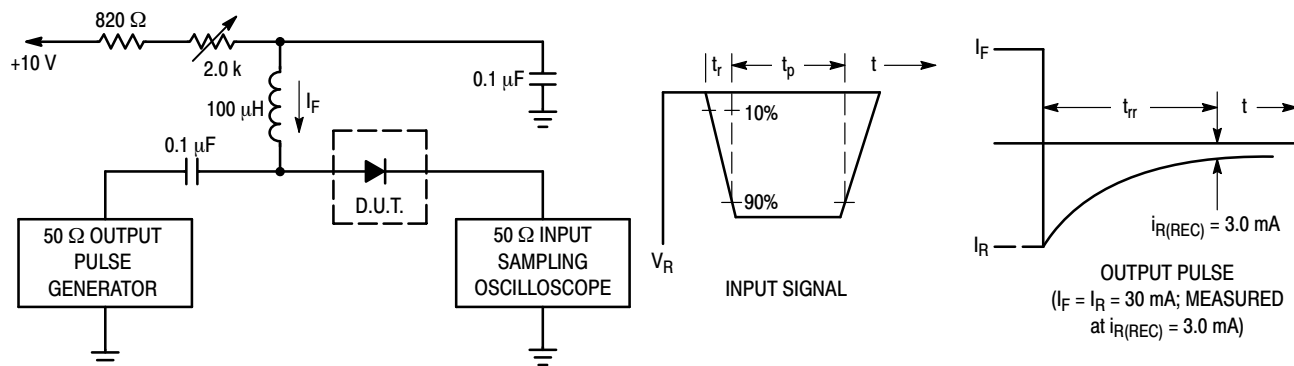 820 Ω
+10 V
2.0 k
100 μH
I_F
0.1 μF
0.1 μF
D.U.T.
50 Ω OUTPUT
PULSE
GENERATOR
50 Ω INPUT
SAMPLING
OSCILLOSCOPE
t_r
t_p
t
10%
90%
V_R
INPUT SIGNAL
I_F
t_rr
t
I_R
i_R(REC) = 3.0 mA
OUTPUT PULSE
(I_F = I_R = 30 mA; MEASURED
at i_R(REC) = 3.0 mA)